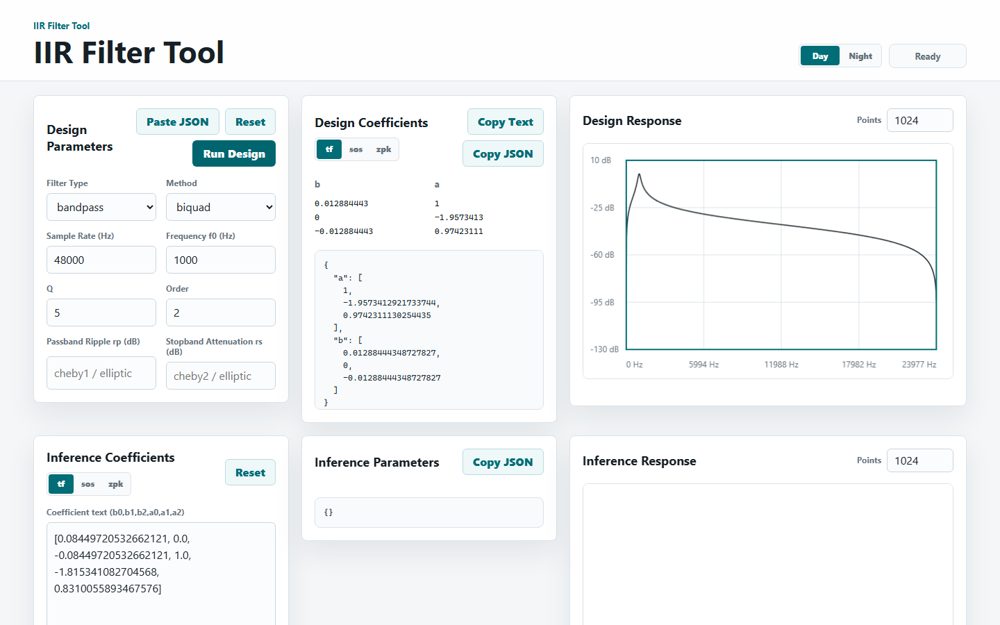 IIR Filter Tool
IIR Filter Tool
Day
Night
Ready
Design
Parameters
Paste JSON
Reset
Run Design
Filter Type
Method
bandpass
biquad
Sample Rate (Hz)
Frequency f0 (Hz)
48000
1000
Q
Order
5
2
Passband Ripple rp (dB)
Stopband Attenuation rs
(dB)
cheby1 / elliptic
cheby2 / elliptic
Design Coefficients
Copy Text
tf
sos
zpk
Copy JSON
b
a
0.012884443
1
0
-1.9573413
-0.012884443
0.97423111
{
"a": [
1,
-1.9573412921733744,
0.9742311130254435
],
"b": [
0.01288444348727827,
0,
-0.01288444348727827
]
}
Design Response
Points
1024
10 dB
-25 dB
-60 dB
-95 dB
-130 dB
0 Hz
5994 Hz
11988 Hz
17982 Hz
23977 Hz
Inference Coefficients
tf
sos
zpk
Reset
Coefficient text (b0,b1,b2,a0,a1,a2)
[0.08449720532662121, 0.0,
-0.08449720532662121, 1.0,
-1.815341082704568,
0.8310055893467576]
Inference Parameters
Copy JSON
{}
Inference Response
Points
1024